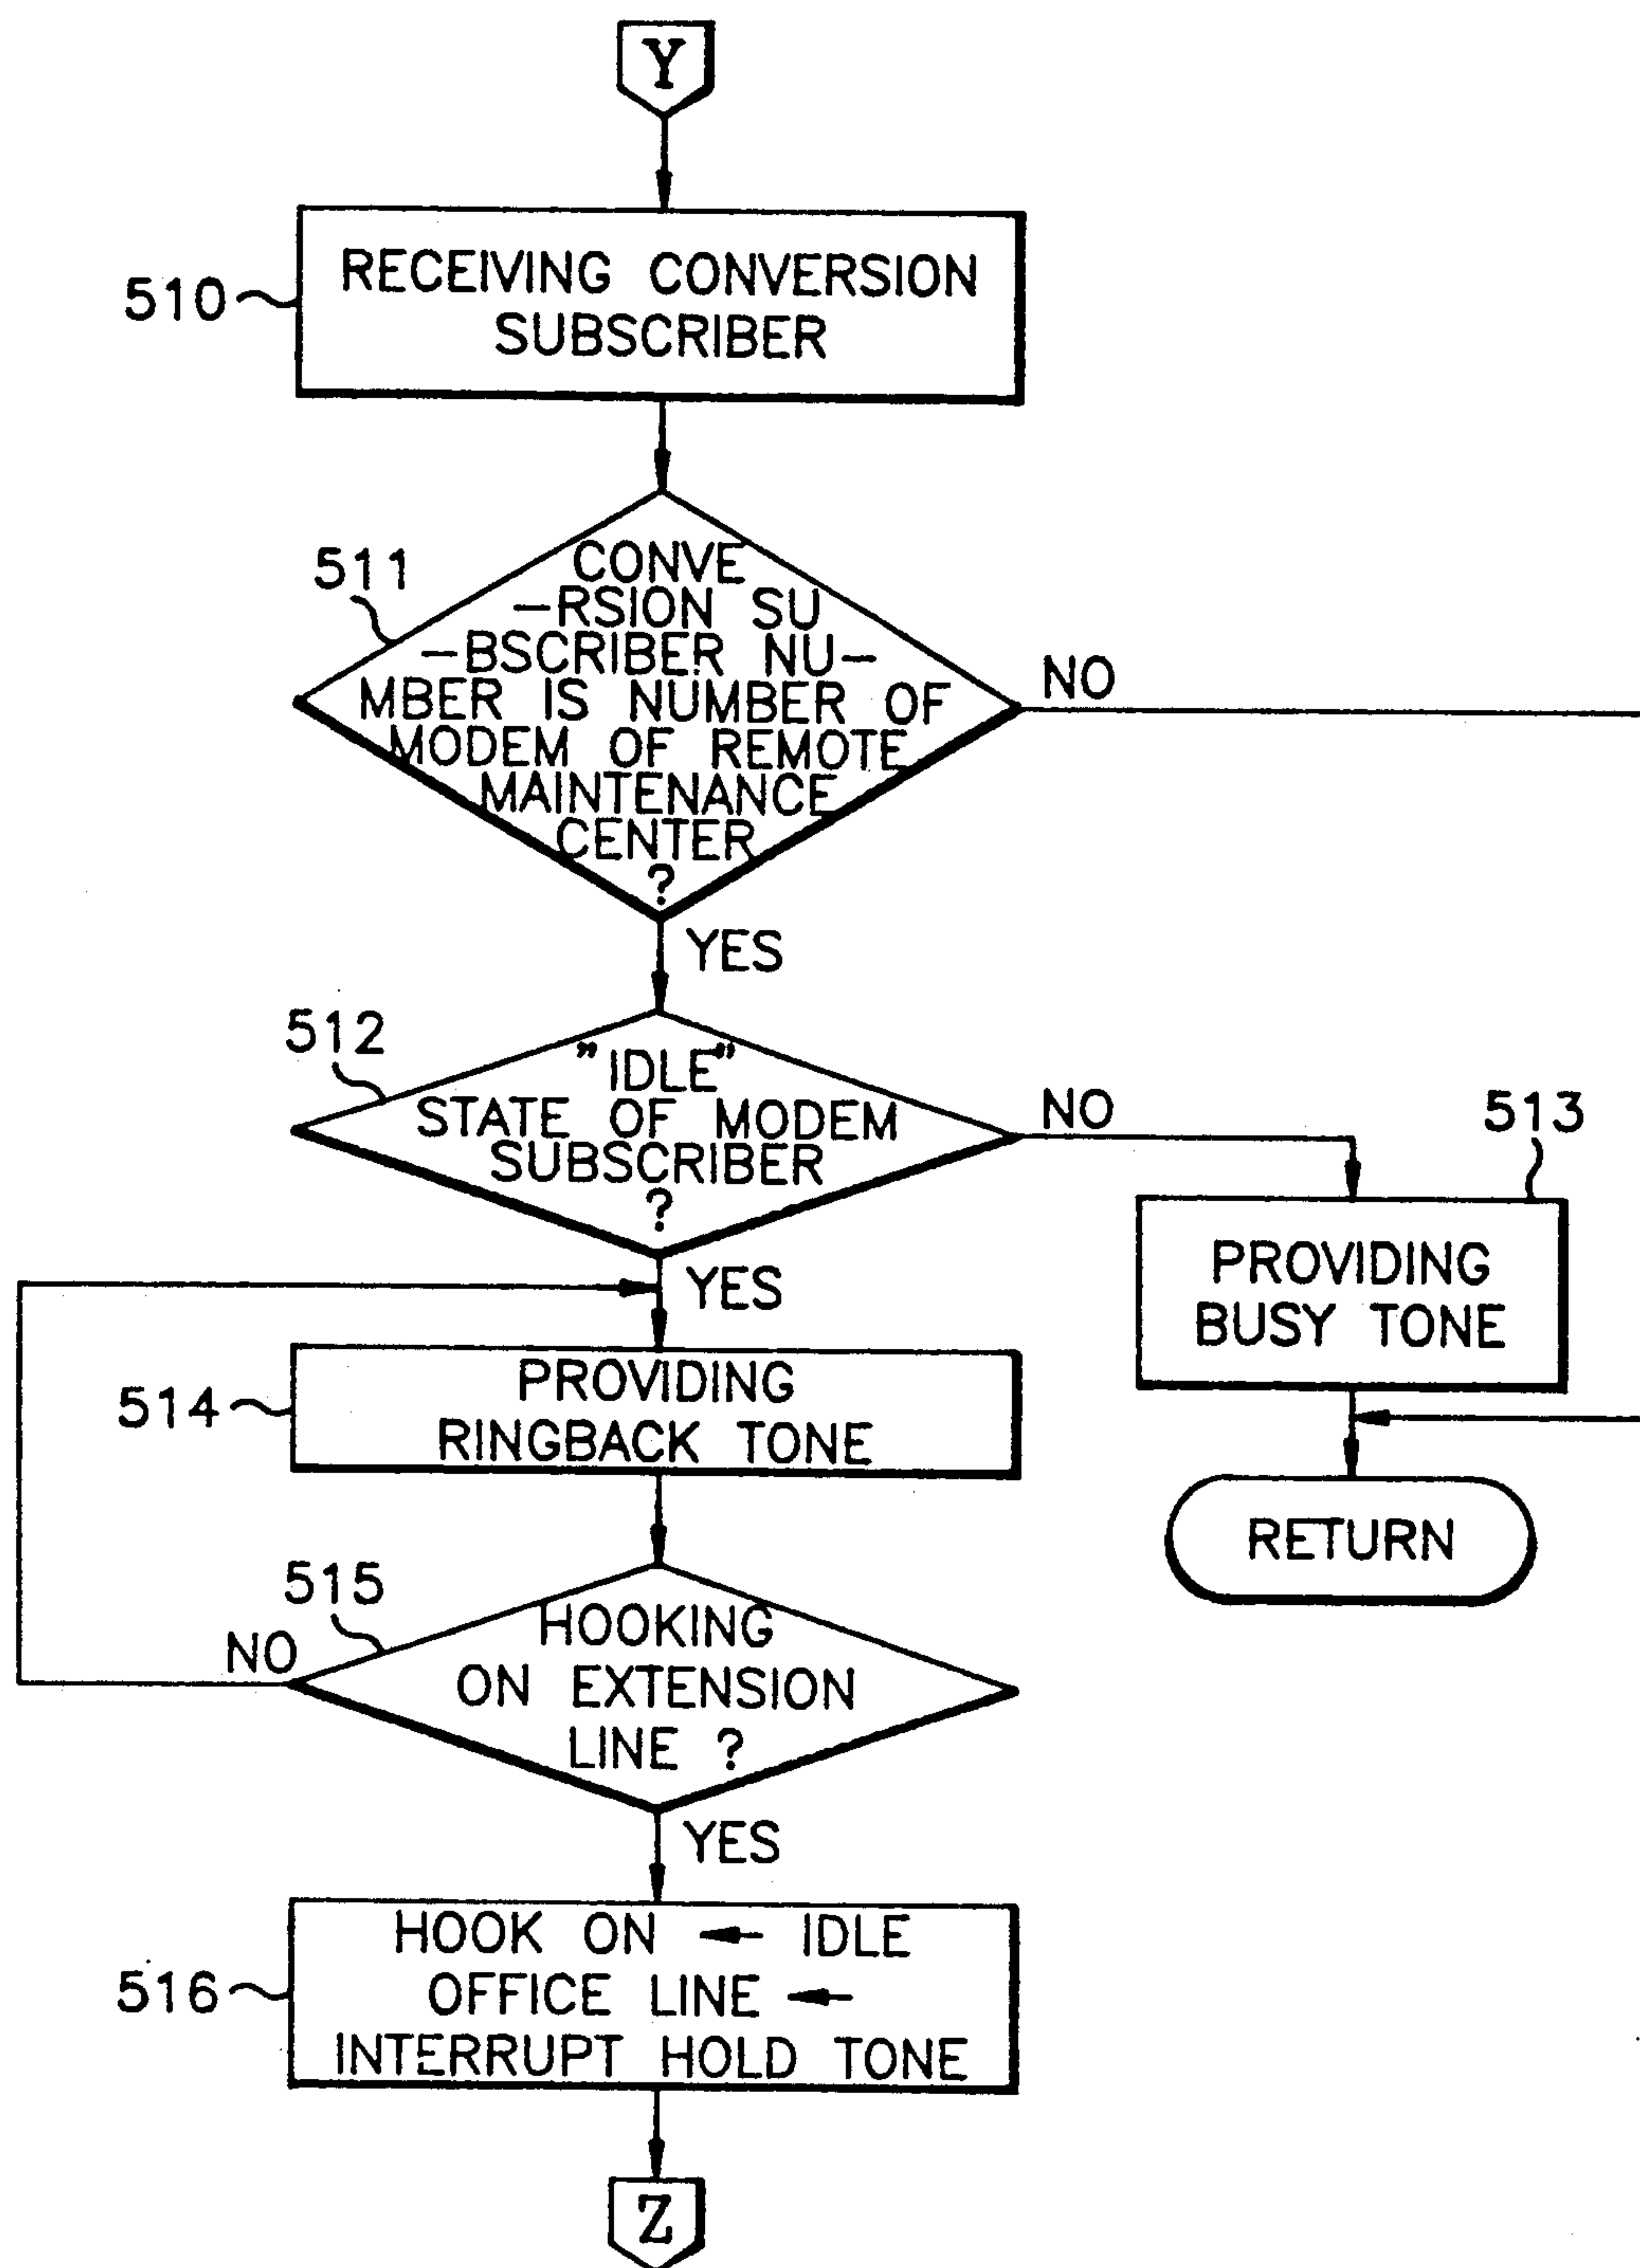 Y
510
RECEIVING CONVERSION
SUBSCRIBER
511
CONVE
-RSION SU
-BSCRIBER NU-
MBER IS NUMBER OF
MODEM OF REMOTE
MAINTENANCE
CENTER
?
NO
YES
512
"IDLE"
STATE OF MODEM
SUBSCRIBER
?
NO
YES
513
PROVIDING
BUSY TONE
514
PROVIDING
RINGBACK TONE
RETURN
515
HOOKING
ON EXTENSION
LINE ?
NO
YES
516
HOOK ON ← IDLE
OFFICE LINE ←
INTERRUPT HOLD TONE
Z